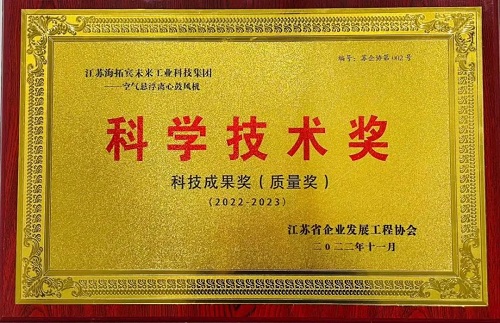 编号:苏企协第002号
江苏海拓宾未来工业科技集团
——空气悬浮离心鼓风机
科学技术奖
科技成果奖(质量奖)
(2022-2023)
江苏省企业发展工程协会
二〇二二年十一月